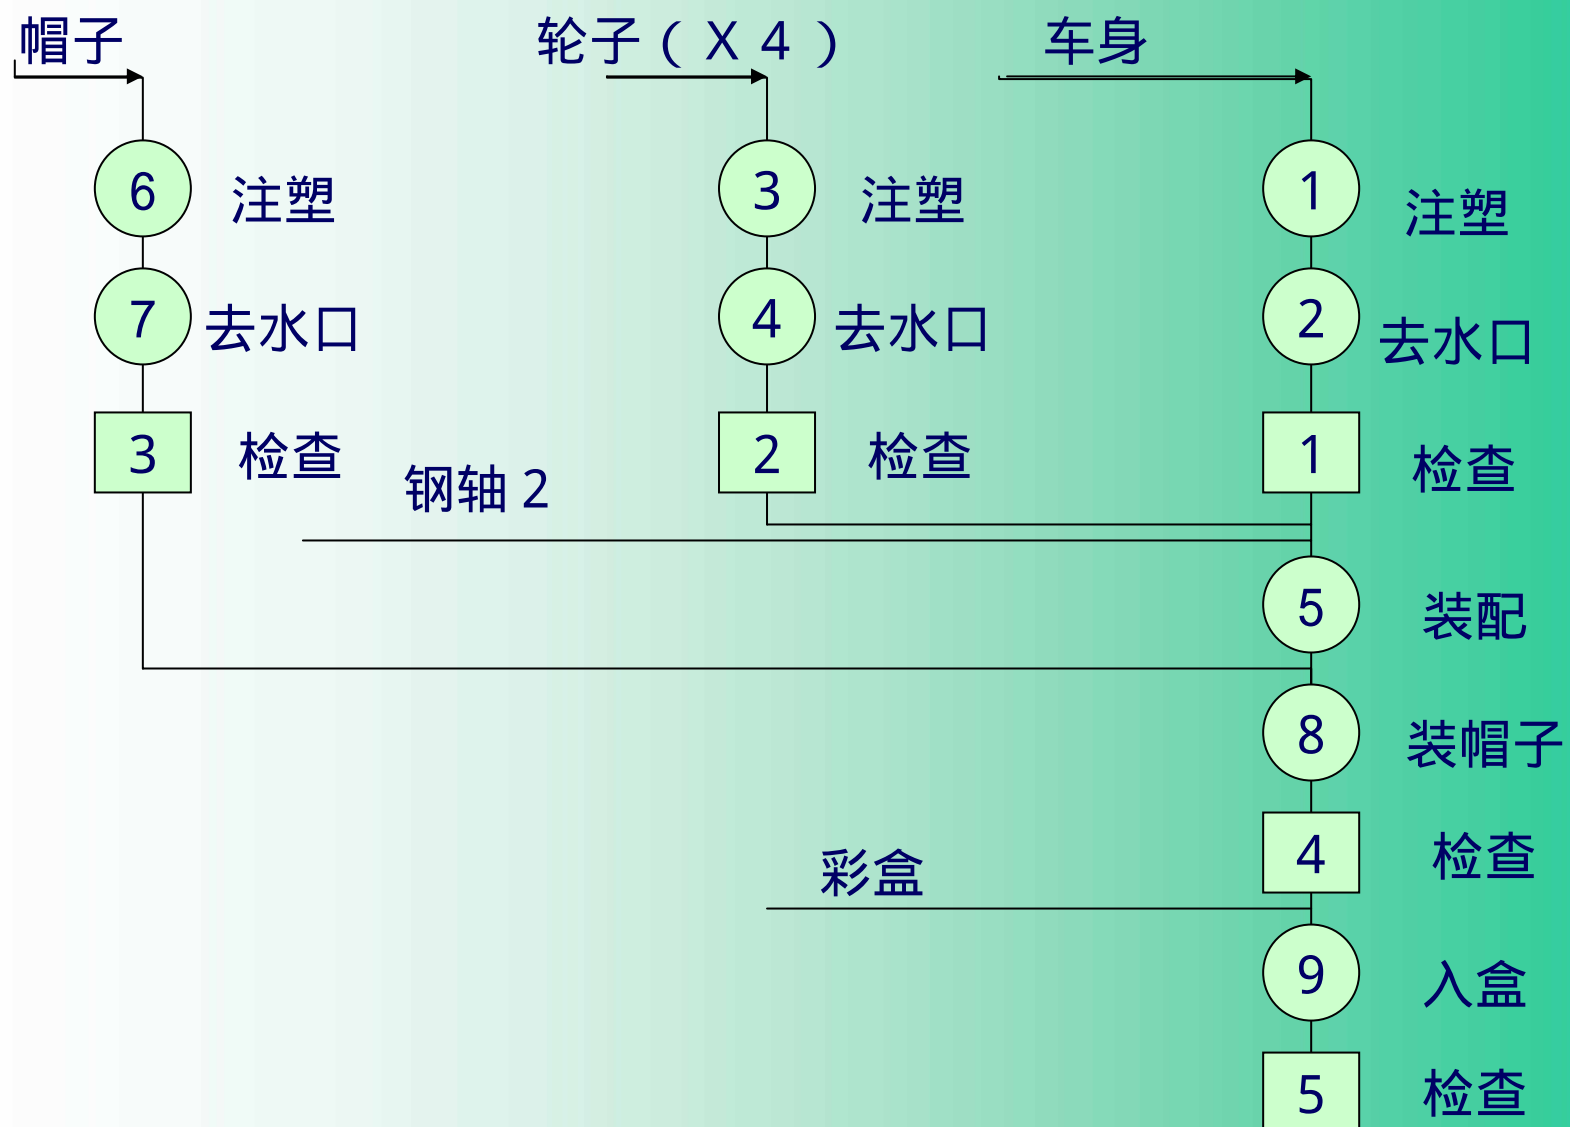 帽子
轮子（X 4）
车身
6 注塑
3 注塑
1 注塑
7 去水口
4 去水口
2 去水口
3 检查
2 检查
1 检查
钢轴 2
5 装配
8 装帽子
4 检查
彩盒
9 入盒
5 检查